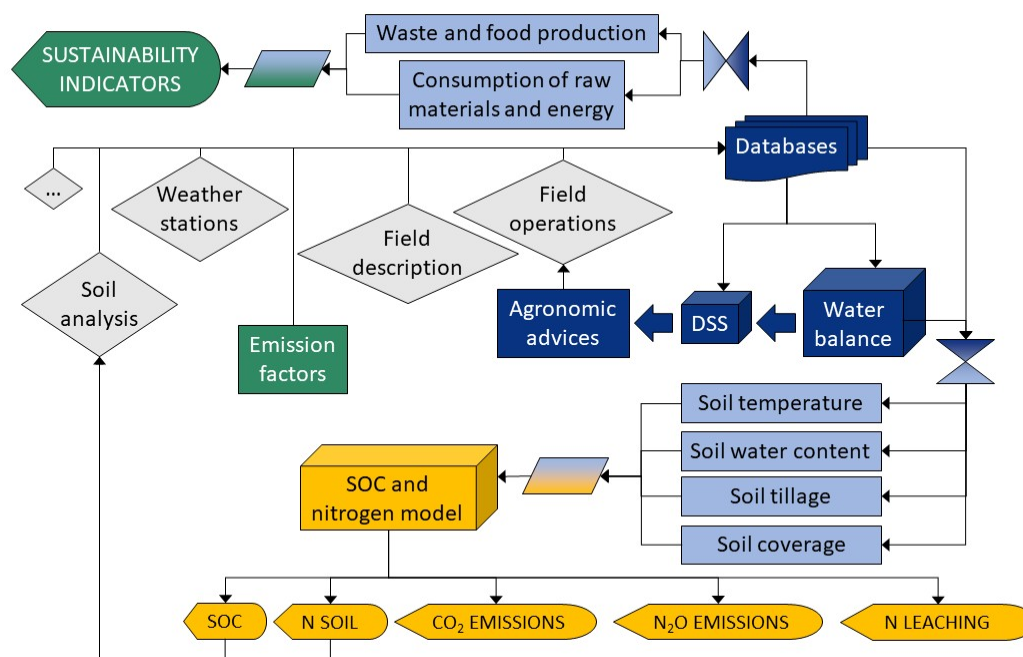 SUSTAINABILITY
INDICATORS
Waste and food production
Consumption of raw
materials and energy
Databases
...
Weather
stations
Field
operations
Field
description
Soil
analysis
Emission
factors
Agronomic
advices
DSS
Water
balance
Soil temperature
Soil water content
Soil tillage
Soil coverage
SOC and
nitrogen model
SOC
N SOIL
CO₂ EMISSIONS
N₂O EMISSIONS
N LEACHING